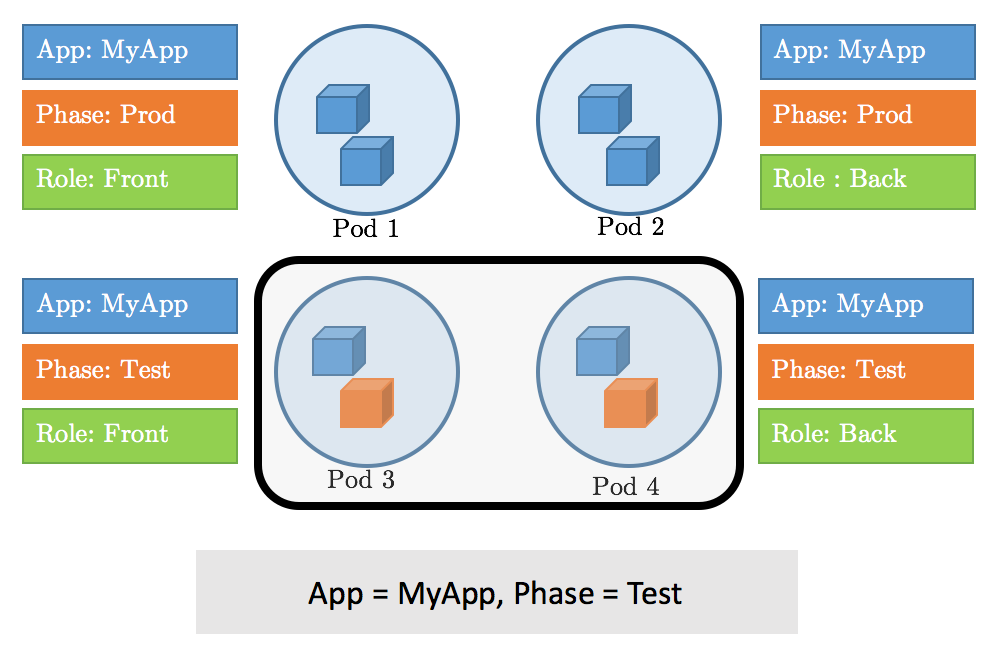 App: MyApp
Phase: Prod
Role: Front
Pod 1
Pod 2
App: MyApp
Phase: Prod
Role : Back
App: MyApp
Phase: Test
Role: Front
Pod 3
Pod 4
App: MyApp
Phase: Test
Role: Back
App = MyApp, Phase = Test